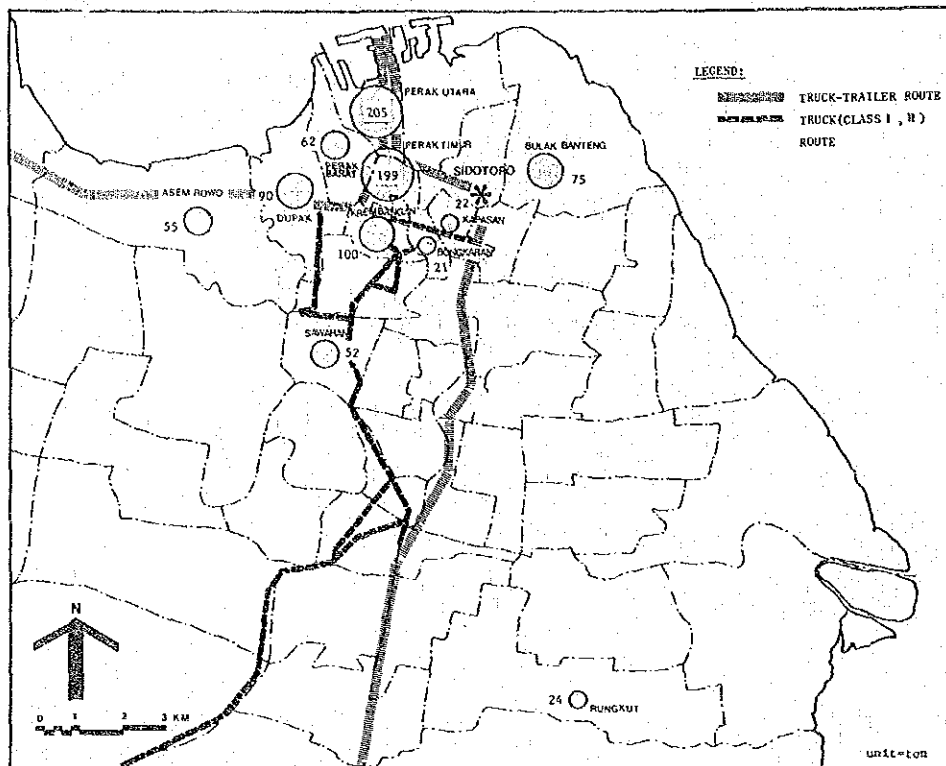 LEGEND:
TRUCK-TRAILER ROUTE
TRUCK(CLASS I , II)
ROUTE
PERAK UTARA
205
62
PERAK
BARAT
PERAK TIMUR
199
SIDOTORO
BULAK BANTENG
75
ASEM ROWO
55
90
DUPAK
KREMBANGAN
100
22
KAPASAN
BONGKARAN
21
SAWAHAN
52
N
0 1 2 3 KM
24
RUNGKUT
unit=ton